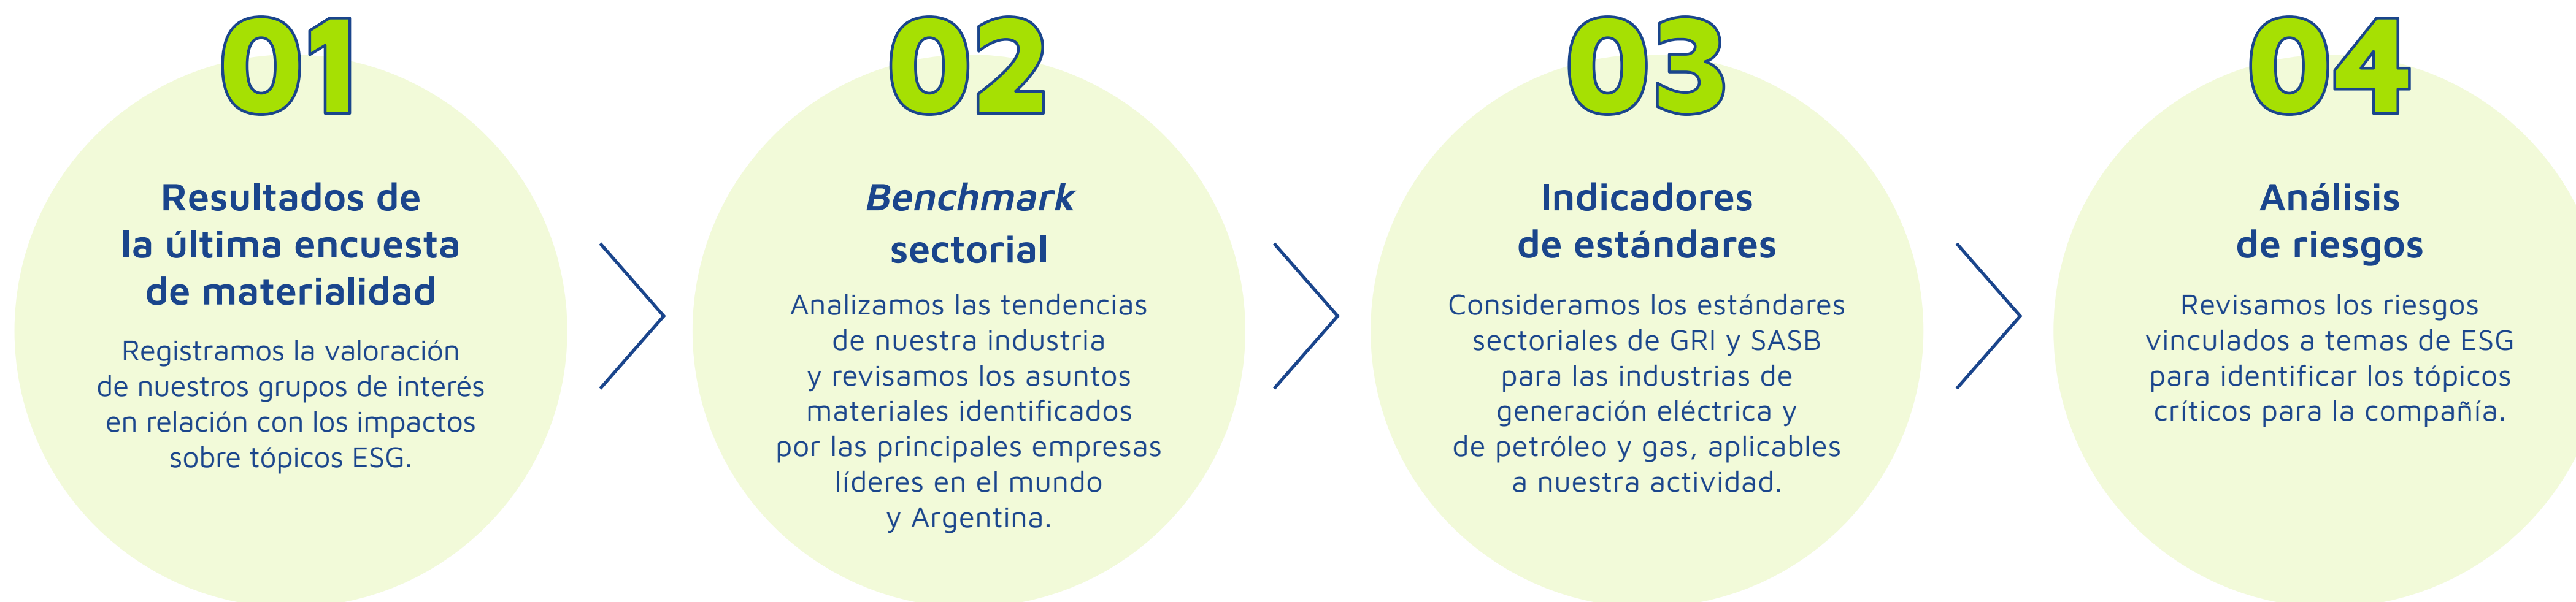 01
Resultados de
la última encuesta
de materialidad
Registramos la valoración
de nuestros grupos de interés
en relación con los impactos
sobre tópicos ESG.
02
Benchmark
sectorial
Analizamos las tendencias
de nuestra industria
y revisamos los asuntos
materiales identificados
por las principales empresas
líderes en el mundo
y Argentina.
03
Indicadores
de estándares
Consideramos los estándares
sectoriales de GRI y SASB
para las industrias de
generación eléctrica y
de petróleo y gas, aplicables
a nuestra actividad.
04
Análisis
de riesgos
Revisamos los riesgos
vinculados a temas de ESG
para identificar los tópicos
críticos para la compañía.